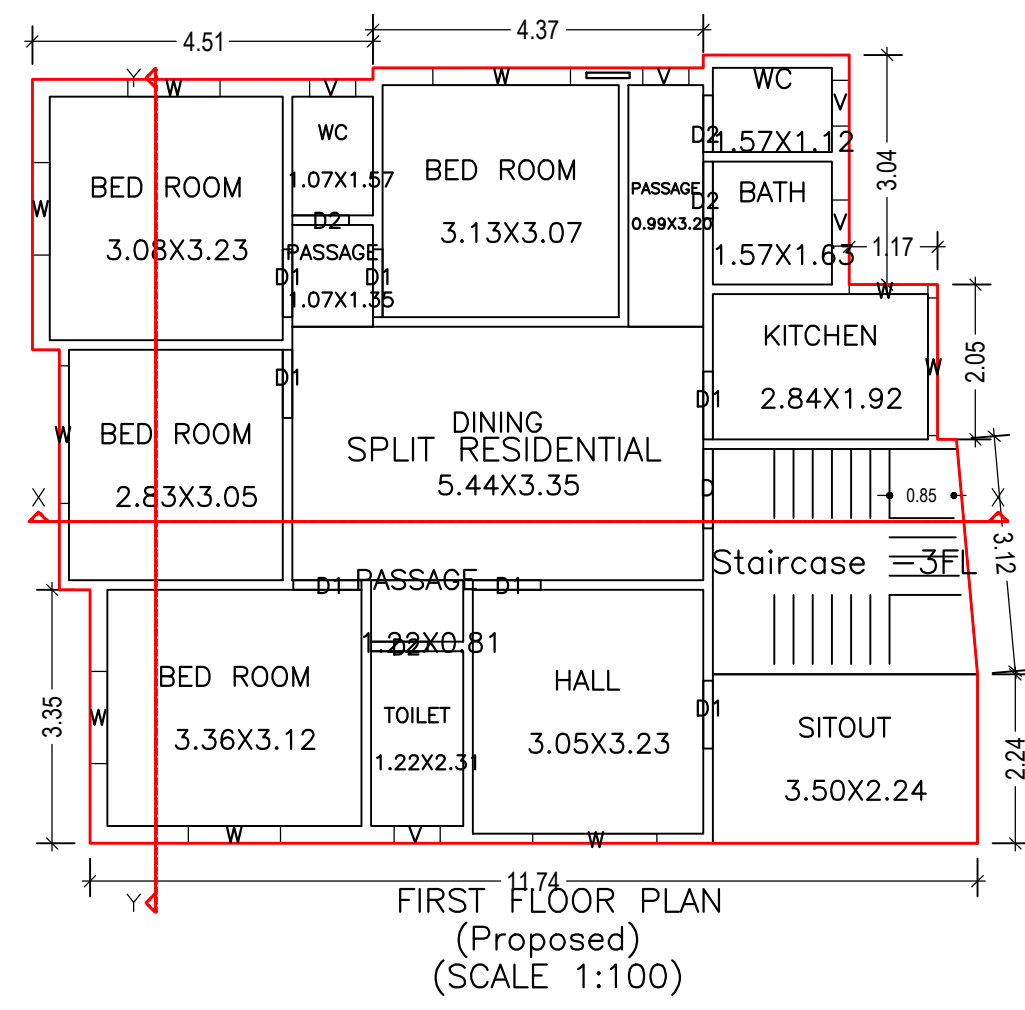 4.51
4.37
Y
W
V
W
V
WC
D2
1.57X1.12
V
3.04
WC
1.07X1.57
BED ROOM
3.08X3.23
BED ROOM
3.13X3.07
PASSAGE
0.99X3.20
D2
BATH
1.57X1.63
V
1.17
W
D2
PASSAGE
1.07X1.35
D1
D1
W
KITCHEN
2.84X1.92
W
2.05
D1
D1
W
BED ROOM
2.83X3.05
DINING
SPLIT RESIDENTIAL
5.44X3.35
D
0.85
X
X
Staircase -3FL
3.12
D1
PASSAGE
1.22X0.81
D1
D2
BED ROOM
3.36X3.12
TOILET
1.22X2.31
HALL
3.05X3.23
D1
SITOUT
3.50X2.24
3.35
W
2.24
W
V
W
11.74
Y
FIRST FLOOR PLAN
(Proposed)
(SCALE 1:100)